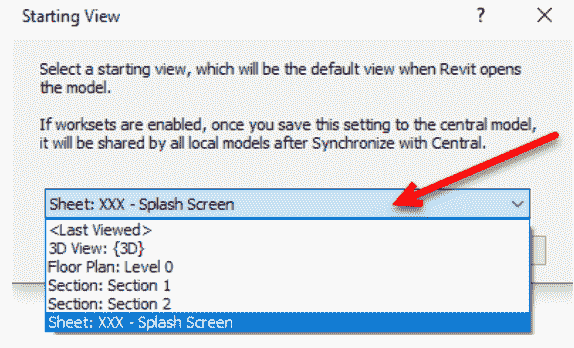 Starting View
?
Select a starting view, which will be the default view when Revit opens
the model.
If worksets are enabled, once you save this setting to the central model,
it will be shared by all local models after Synchronize with Central.
Sheet: XXX - Splash Screen
<Last Viewed>
3D View: {3D}
Floor Plan: Level 0
Section: Section 1
Section: Section 2
Sheet: XXX - Splash Screen